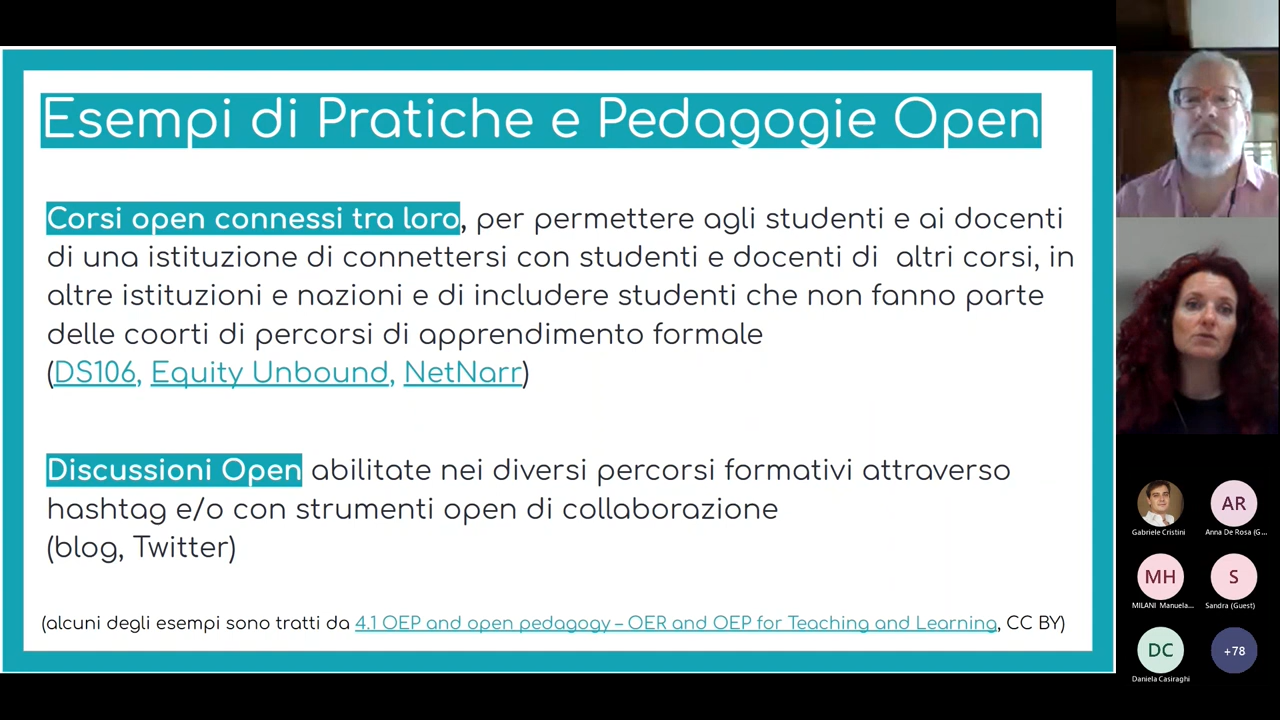 Esempi di Pratiche e Pedagogie Open
Corsi open connessi tra loro, per permettere agli studenti e ai docenti
di una istituzione di connettersi con studenti e docenti di altri corsi, in
altre istituzioni e nazioni e di includere studenti che non fanno parte
delle coorti di percorsi di apprendimento formale
(DS106, Equity Unbound, NetNarr)
Discussioni Open abilitate nei diversi percorsi formativi attraverso
hashtag e/o con strumenti open di collaborazione
(blog, Twitter)
(alcuni degli esempi sono tratti da 4.1 OEP and open pedagogy – OER and OEP for Teaching and Learning, CC BY)
Gabriele Cristini
AR
Anna De Rosa (G...
MH
MILANI Manuela...
S
Sandra (Guest)
DC
Daniela Casiraghi
+78